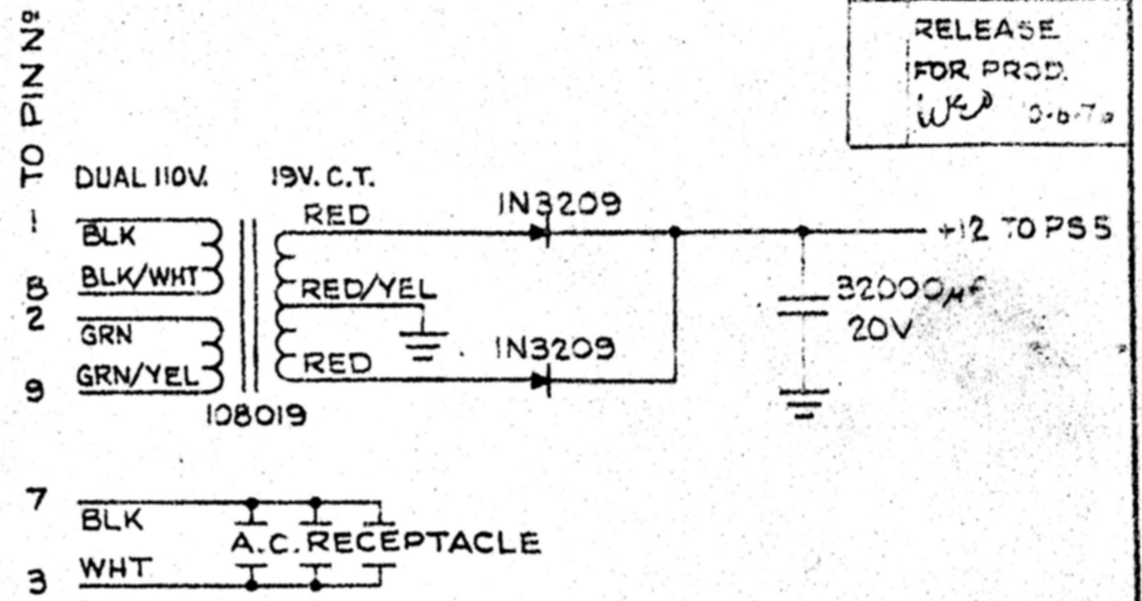 TO PIN Nº
RELEASE
FOR PROD.
DUAL 110V.
19V. C.T.
1
BLK
RED
1N3209
+12 TO PS5
8
BLK/WHT
RED/YEL
32000µf
20V
2
GRN
1N3209
9
GRN/YEL
RED
108019
7
BLK
A.C. RECEPTACLE
3
WHT